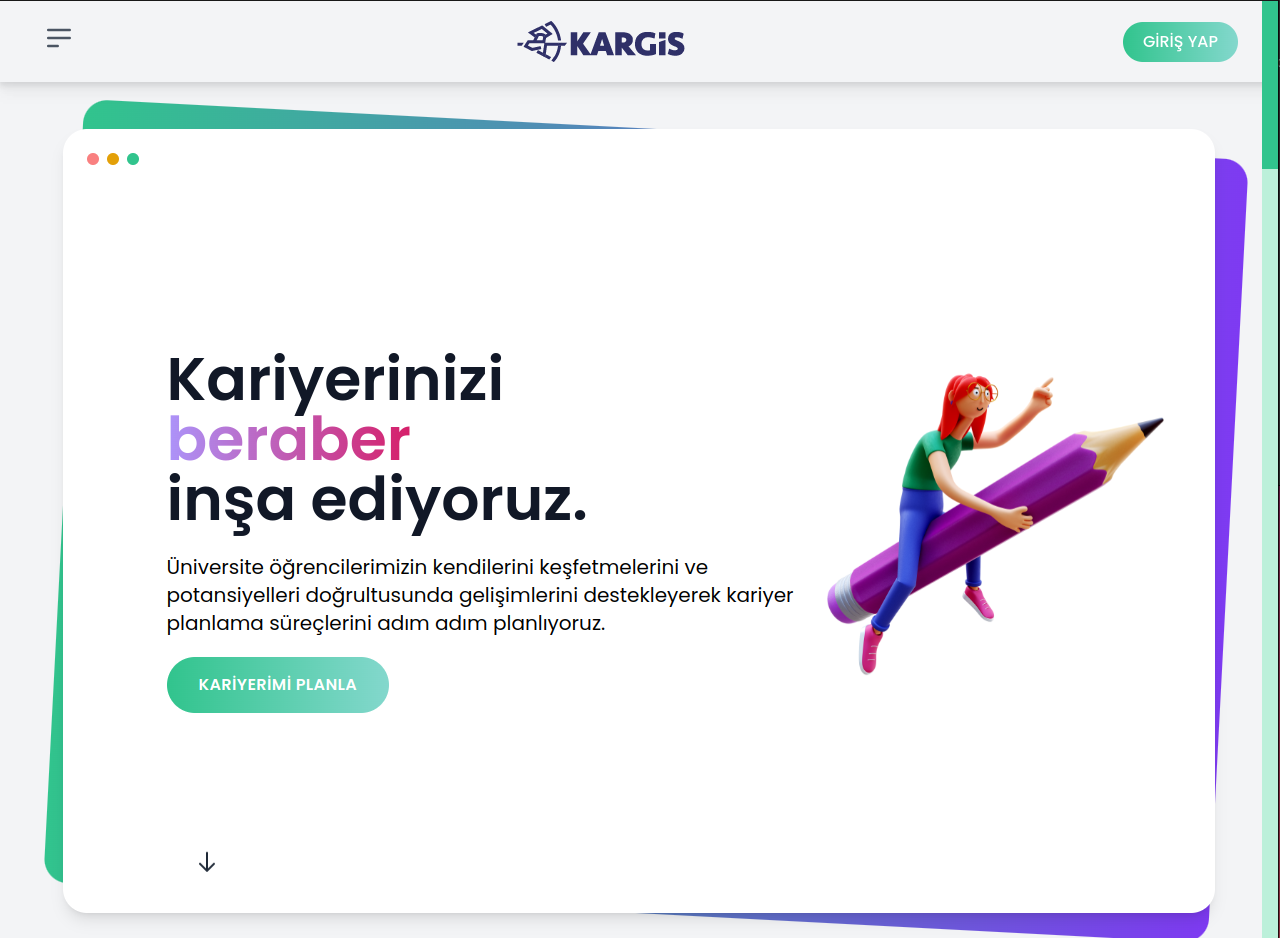 KARGiS
GİRİŞ YAP
Kariyerinizi
beraber
inşa ediyoruz.
Üniversite öğrencilerimizin kendilerini keşfetmelerini ve
potansiyelleri doğrultusunda gelişimlerini destekleyerek kariyer
planlama süreçlerini adım adım planlıyoruz.
KARİYERİMİ PLANLA